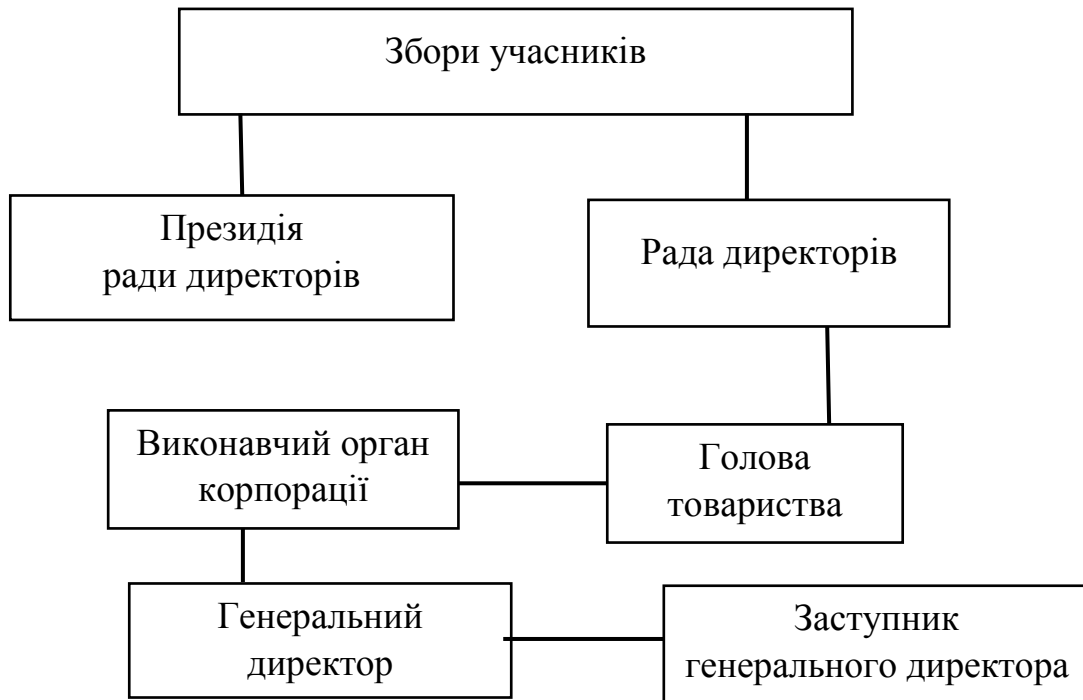 Збори учасників
Президія
ради директорів
Рада директорів
Виконавчий орган
корпорації
Голова
товариства
Генеральний
директор
Заступник
генерального директора